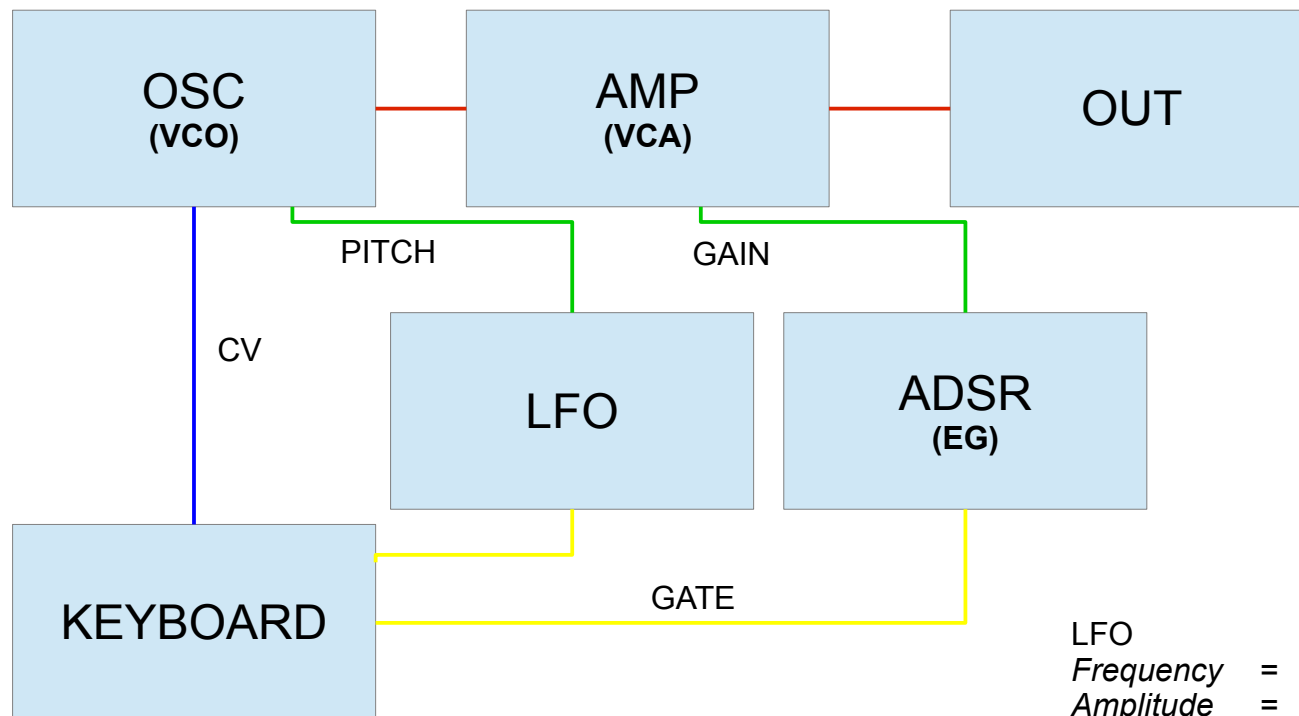 OSC
(VCO)
AMP
(VCA)
OUT
PITCH
GAIN
CV
LFO
ADSR
(EG)
KEYBOARD
GATE
LFO
Frequency =
Amplitude =